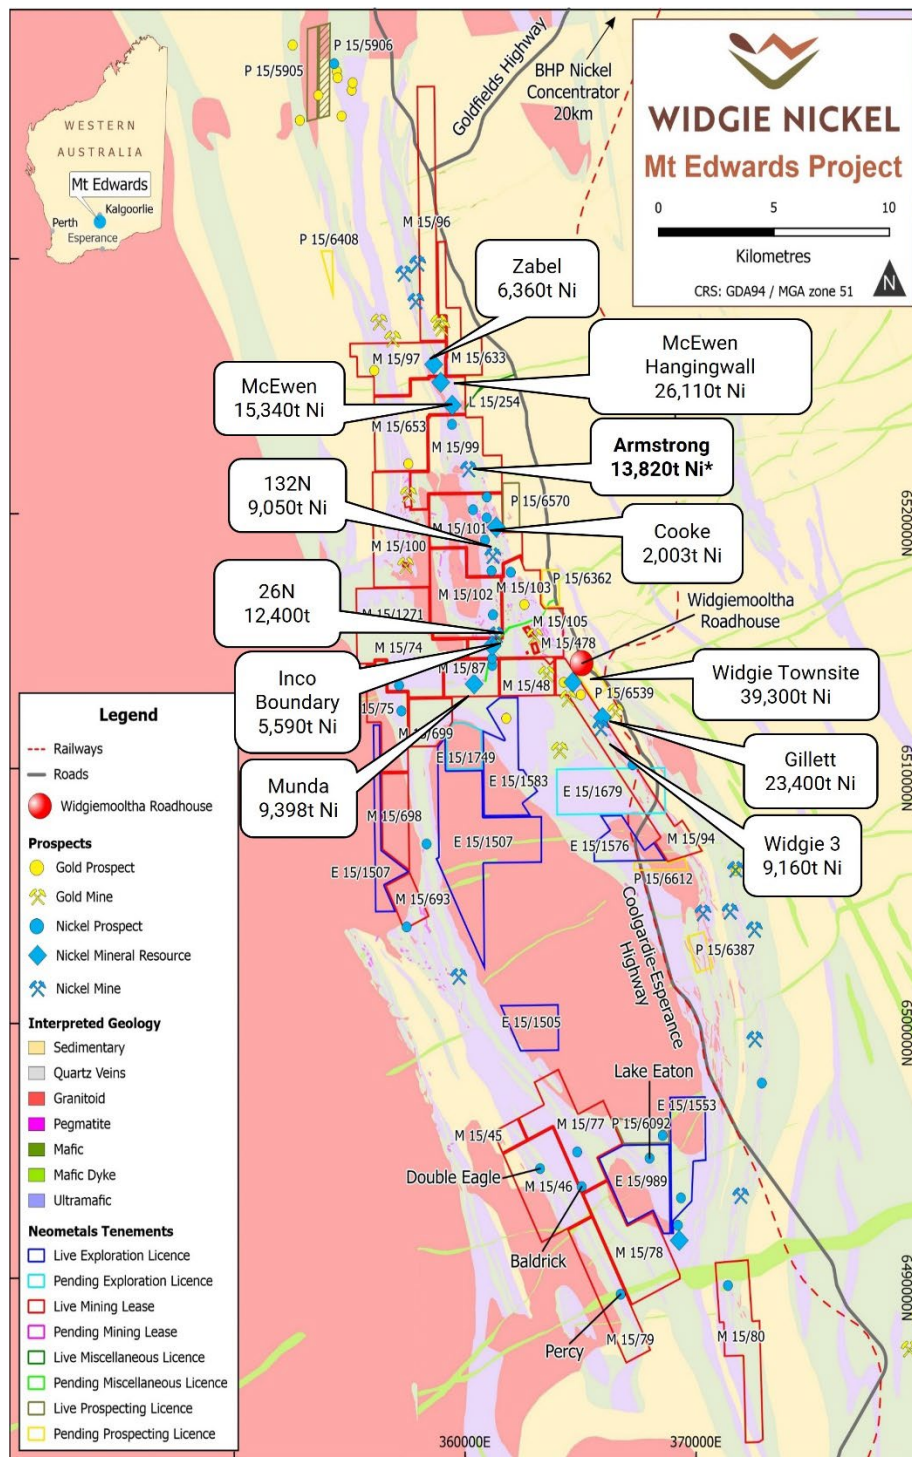 P 15/5906
P 15/5905
Goldfields Highway
BHP Nickel
Concentrator
20km
WIDGIE NICKEL
Mt Edwards Project
0 5 10
Kilometres
CRS: GDA94 / MGA zone 51
N
WESTERN
AUSTRALIA
Mt Edwards
Kalgoorlie
Perth
Esperance
P 15/6408
M 15/96
Zabel
6,360t Ni
M 15/97
M 15/633
McEwen
Hangingwall
26,110t Ni
McEwen
15,340t Ni
L 15/254
M 15/653
M 15/99
Armstrong
13,820t Ni*
132N
9,050t Ni
P 15/6570
M 15/101
Cooke
2,003t Ni
6520000N
M 15/100
M 15/102
M 15/103
P 15/6362
26N
12,400t
M 15/1271
M 15/105
Widgiemooltha
Roadhouse
M 15/74
M 15/478
Inco
Boundary
5,590t Ni
M 15/87
M 15/48
P 15/6539
Widgie Townsite
39,300t Ni
15/75
M 15/699
Gillett
23,400t Ni
Munda
9,398t Ni
E 15/1749
E 15/1583
E 15/1679
6510000N
M 15/698
E 15/1507
E 15/1507
E 15/1576
M 15/94
Widgie 3
9,160t Ni
P 15/6612
M 15/693
P 15/6387
Coolgardie-Esperance
Highway
E 15/1505
6500000N
Lake Eaton
E 15/1553
M 15/45
M 15/77
P 15/6092
Double Eagle
M 15/46
E 15/989
Baldrick
M 15/78
6490000N
Percy
M 15/79
M 15/80
360000E
370000E
Legend
Railways
Roads
Widgiemooltha Roadhouse
Prospects
Gold Prospect
Gold Mine
Nickel Prospect
Nickel Mineral Resource
Nickel Mine
Interpreted Geology
Sedimentary
Quartz Veins
Granitoid
Pegmatite
Mafic
Mafic Dyke
Ultramafic
Neometals Tenements
Live Exploration Licence
Pending Exploration Licence
Live Mining Lease
Pending Mining Lease
Live Miscellaneous Licence
Pending Miscellaneous Licence
Live Prospecting Licence
Pending Prospecting Licence